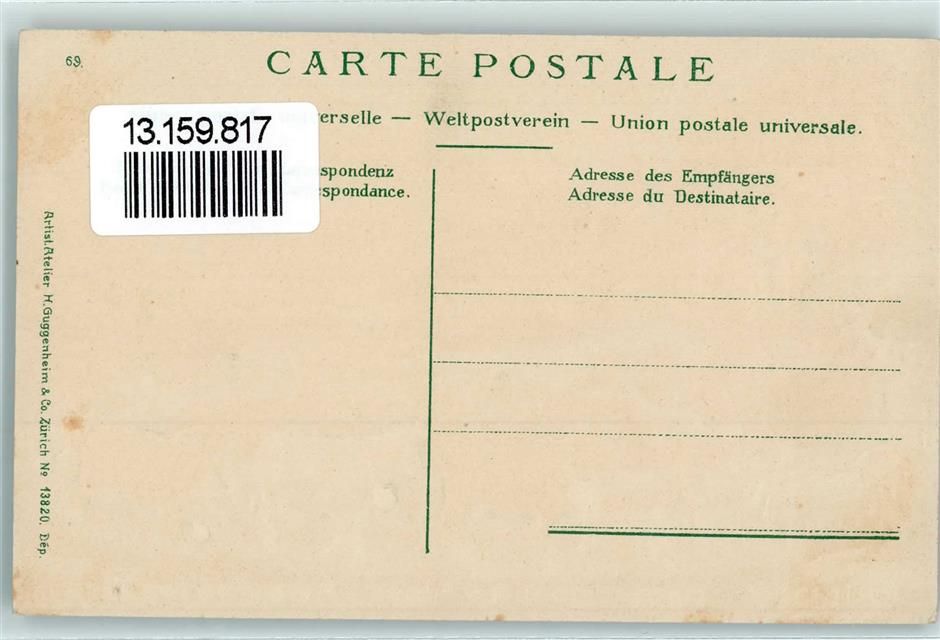 69.
CARTE POSTALE
13.159.817
erselle — Weltpostverein — Union postale universale.
spondenz
spondance.
Adresse des Empfängers
Adresse du Destinataire.
Artist.Atelier H.Guggenheim & Co. Zürich No 13820. Dép.